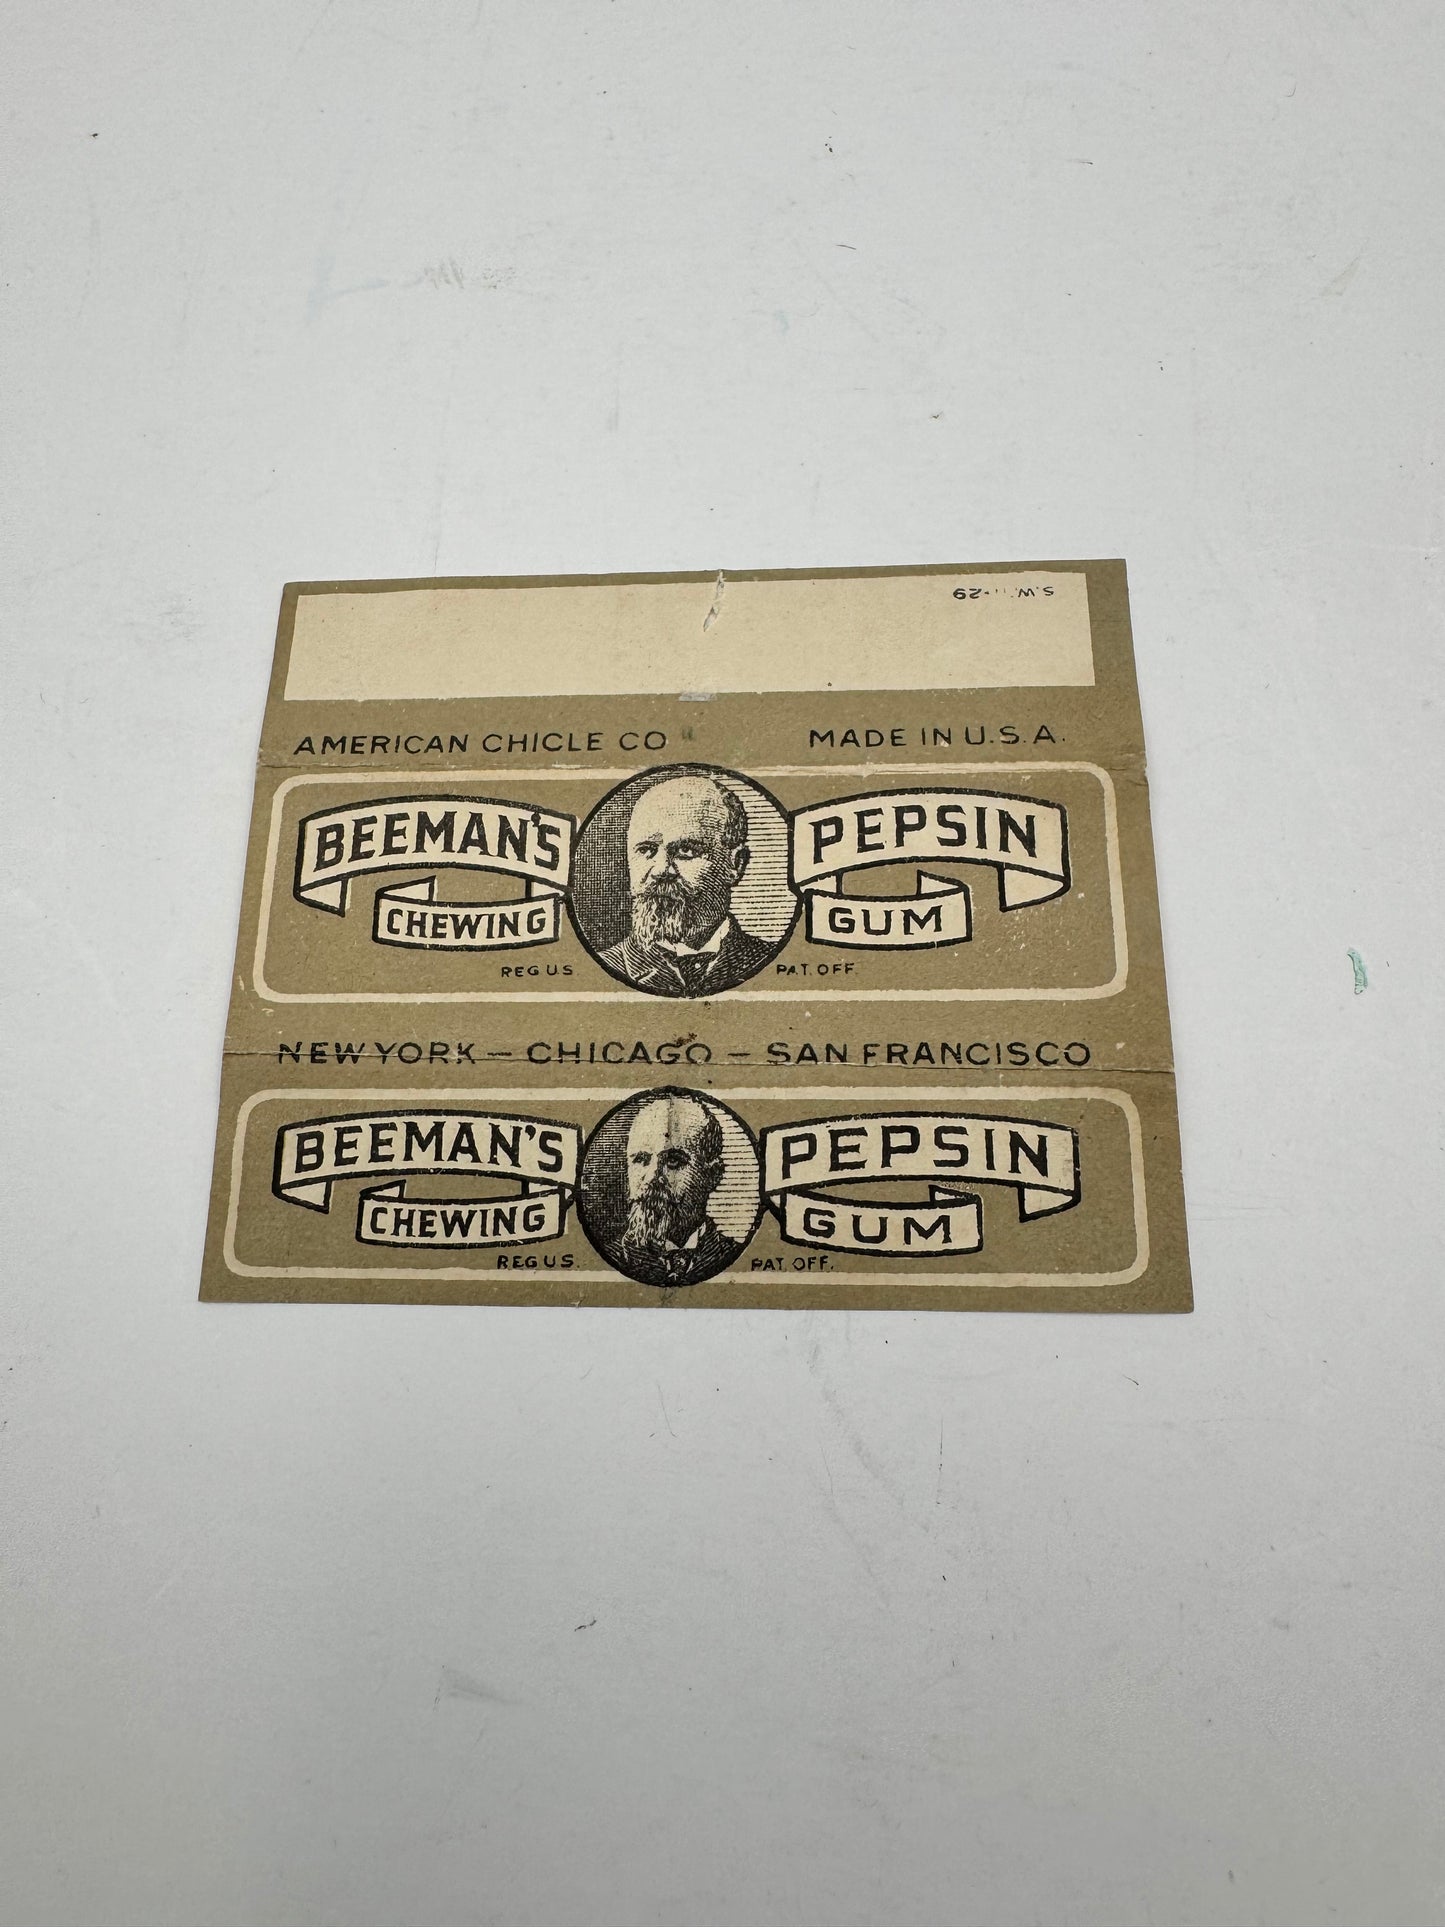 S.W. 29
AMERICAN CHICLE CO MADE IN U.S.A.
BEEMAN'S PEPSIN
CHEWING GUM
REG U.S. PAT. OFF.
NEW YORK — CHICAGO — SAN FRANCISCO
BEEMAN'S PEPSIN
CHEWING GUM
REG U.S. PAT. OFF.